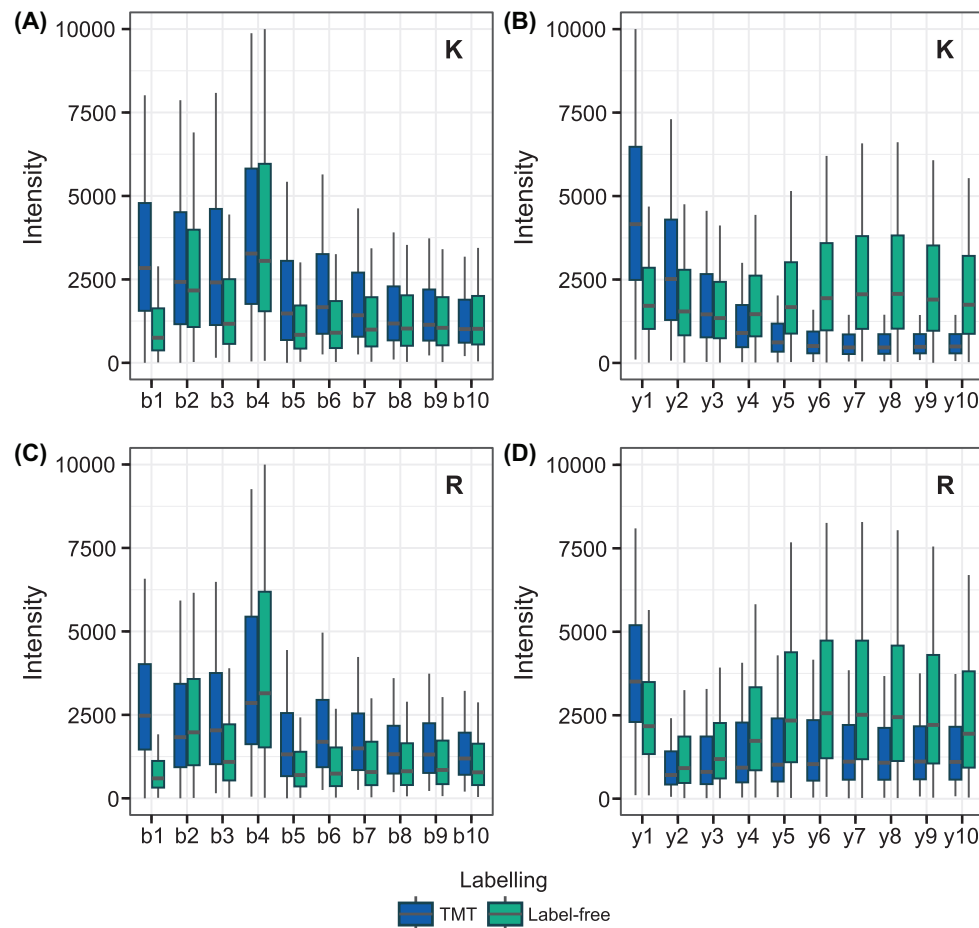 (A)
K
Intensity
10000
7500
5000
2500
0
b1 b2 b3 b4 b5 b6 b7 b8 b9 b10
(B)
K
Intensity
10000
7500
5000
2500
0
y1 y2 y3 y4 y5 y6 y7 y8 y9 y10
(C)
R
Intensity
10000
7500
5000
2500
0
b1 b2 b3 b4 b5 b6 b7 b8 b9 b10
(D)
R
Intensity
10000
7500
5000
2500
0
y1 y2 y3 y4 y5 y6 y7 y8 y9 y10
Labelling
TMT Label-free